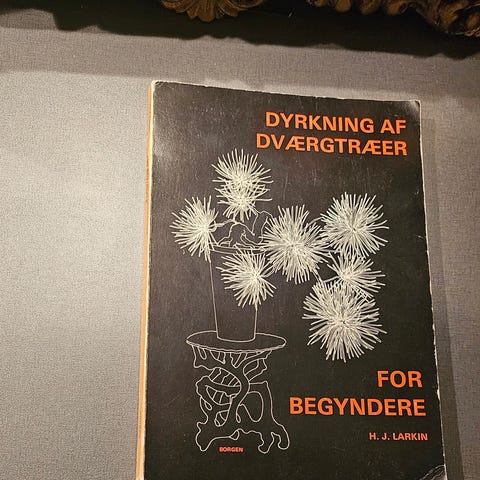 DYRKNING AF
DVÆRGTRÆER
FOR
BEGYNDERE
H. J. LARKIN
BORGEN